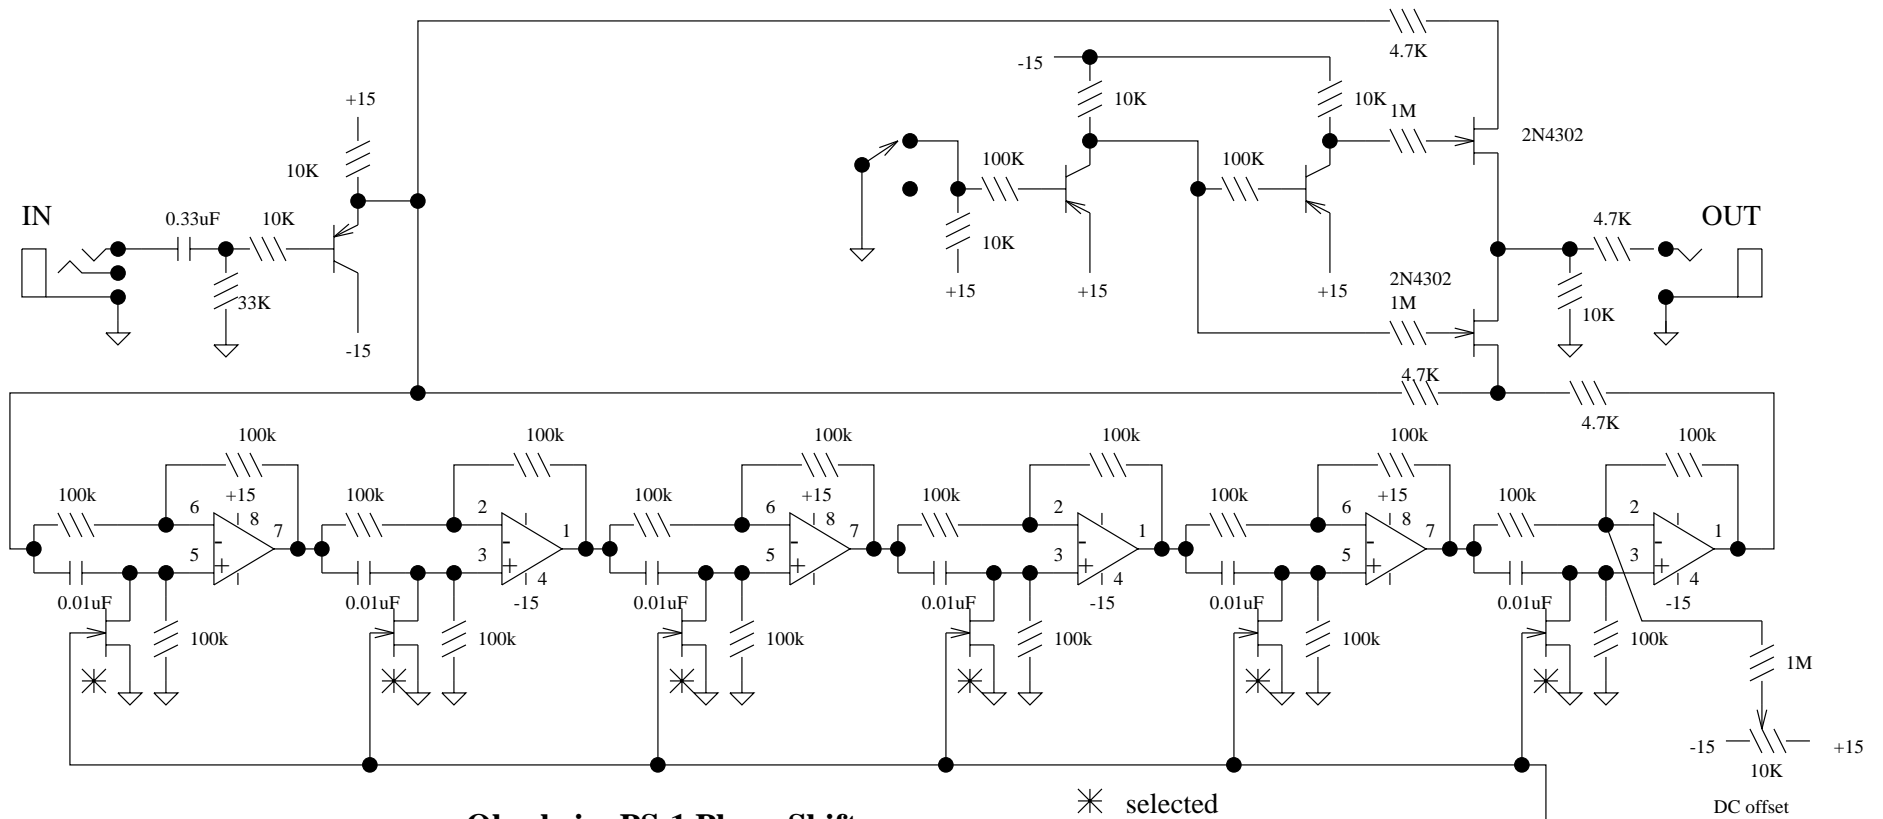 4.7K
-15
+15
10K
10K
1M
2N4302
10K
100K
100K
IN
0.33uF
10K
4.7K
OUT
10K
33K
+15
+15
+15
2N4302
1M
10K
-15
4.7K
4.7K
100k
100k
100k
100k
100k
100k
100k
6
+15
8
7
5
-
+
100k
2
1
3
-
+
4
100k
6
+15
8
7
5
-
+
100k
2
1
3
-
+
4
100k
6
+15
8
7
5
-
+
100k
2
1
3
-
+
4
0.01uF
0.01uF
-15
0.01uF
0.01uF
-15
0.01uF
0.01uF
-15
100k
100k
100k
100k
100k
100k
1M
-15
+15
10K
selected
DC offset